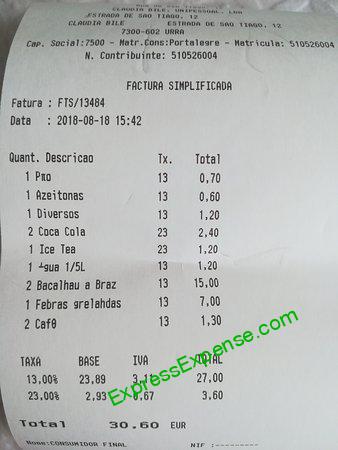 CLAUDIA BILE, UNIPESSOAL, LDA
ESTRADA DE SAO TIAGO, 12
CLAUDIA BILE ESTRADA DE SAO TIAGO, 12
7300-602 URRA
Cap. Social:7500 - Matr.Cons:Portalegre - Matricula: 510526004
N. Contribuinte: 510526004
FACTURA SIMPLIFICADA
Fatura : FTS/13484
Data : 2018-08-18 15:42
Quant. Descricao Tx. Total
1 Pmo 13 0,70
1 Azeitonas 13 0,60
1 Diversos 13 1,20
2 Coca Cola 23 2,40
1 Ice Tea 23 1,20
1 ┴gua 1/5L 13 1,20
2 Bacalhau a Braz 13 15,00
1 Febras grelahdas 13 7,00
2 Cafθ 13 1,30
TAXA BASE IVA TOTAL
13,00% 23,89 3,11 27,00
23,00% 2,93 0,67 3,60
Total 30.60 EUR
Nome:CONSUMIDOR FINAL NIF :---------
ExpressExpense.com